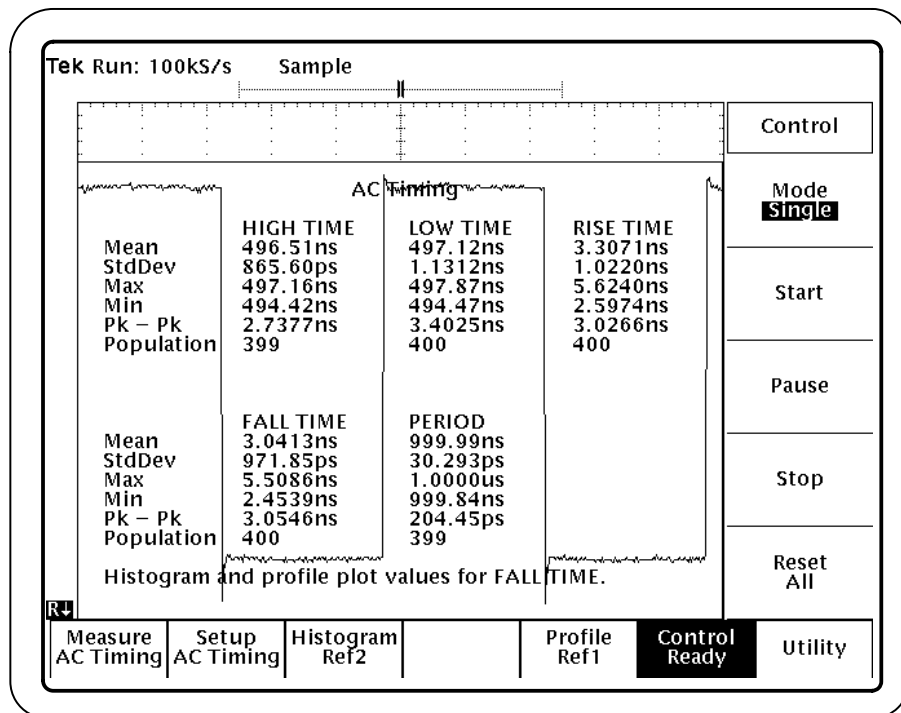 Tek Run: 100kS/s Sample
Control
Mode
Single
Start
Pause
Stop
Reset
All
AC Timing
HIGH TIME LOW TIME RISE TIME
Mean 496.51ns 497.12ns 3.3071ns
StdDev 865.60ps 1.1312ns 1.0220ns
Max 497.16ns 497.87ns 5.6240ns
Min 494.42ns 494.47ns 2.5974ns
Pk – Pk 2.7377ns 3.4025ns 3.0266ns
Population 399 400 400
FALL TIME PERIOD
Mean 3.0413ns 999.99ns
StdDev 971.85ps 30.293ps
Max 5.5086ns 1.0000us
Min 2.4539ns 999.84ns
Pk – Pk 3.0546ns 204.45ps
Population 400 399
Histogram and profile plot values for FALL TIME.
R↓
Measure
AC Timing
Setup
AC Timing
Histogram
Ref2
Profile
Ref1
Control
Ready
Utility